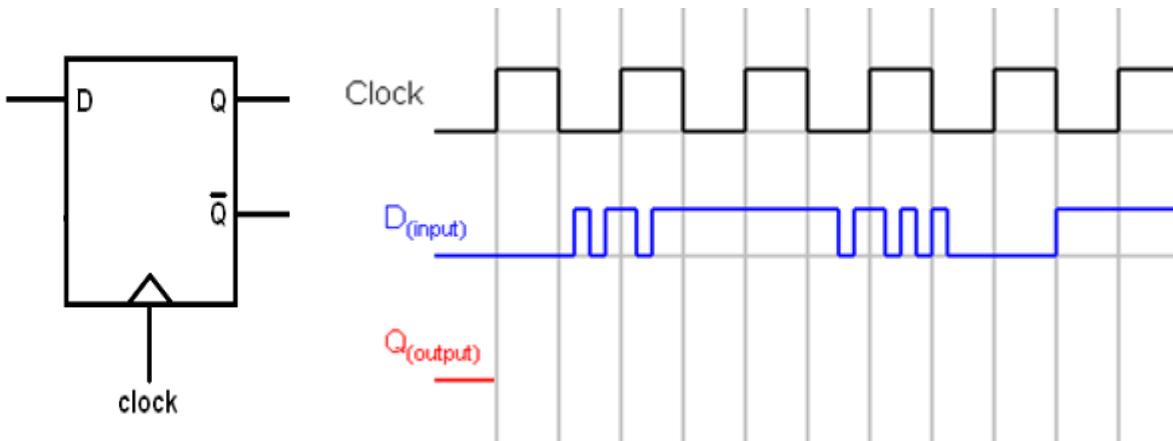 D
Q
Q̅
clock
Clock
D(input)
Q(output)